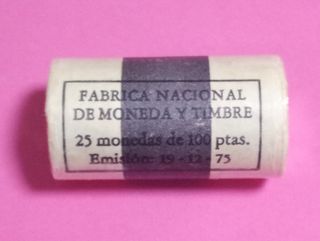 FABRICA NACIONAL
DE MONEDA Y TIMBRE
25 monedas de 100 ptas.
Emisión: 19 - 12 - 75